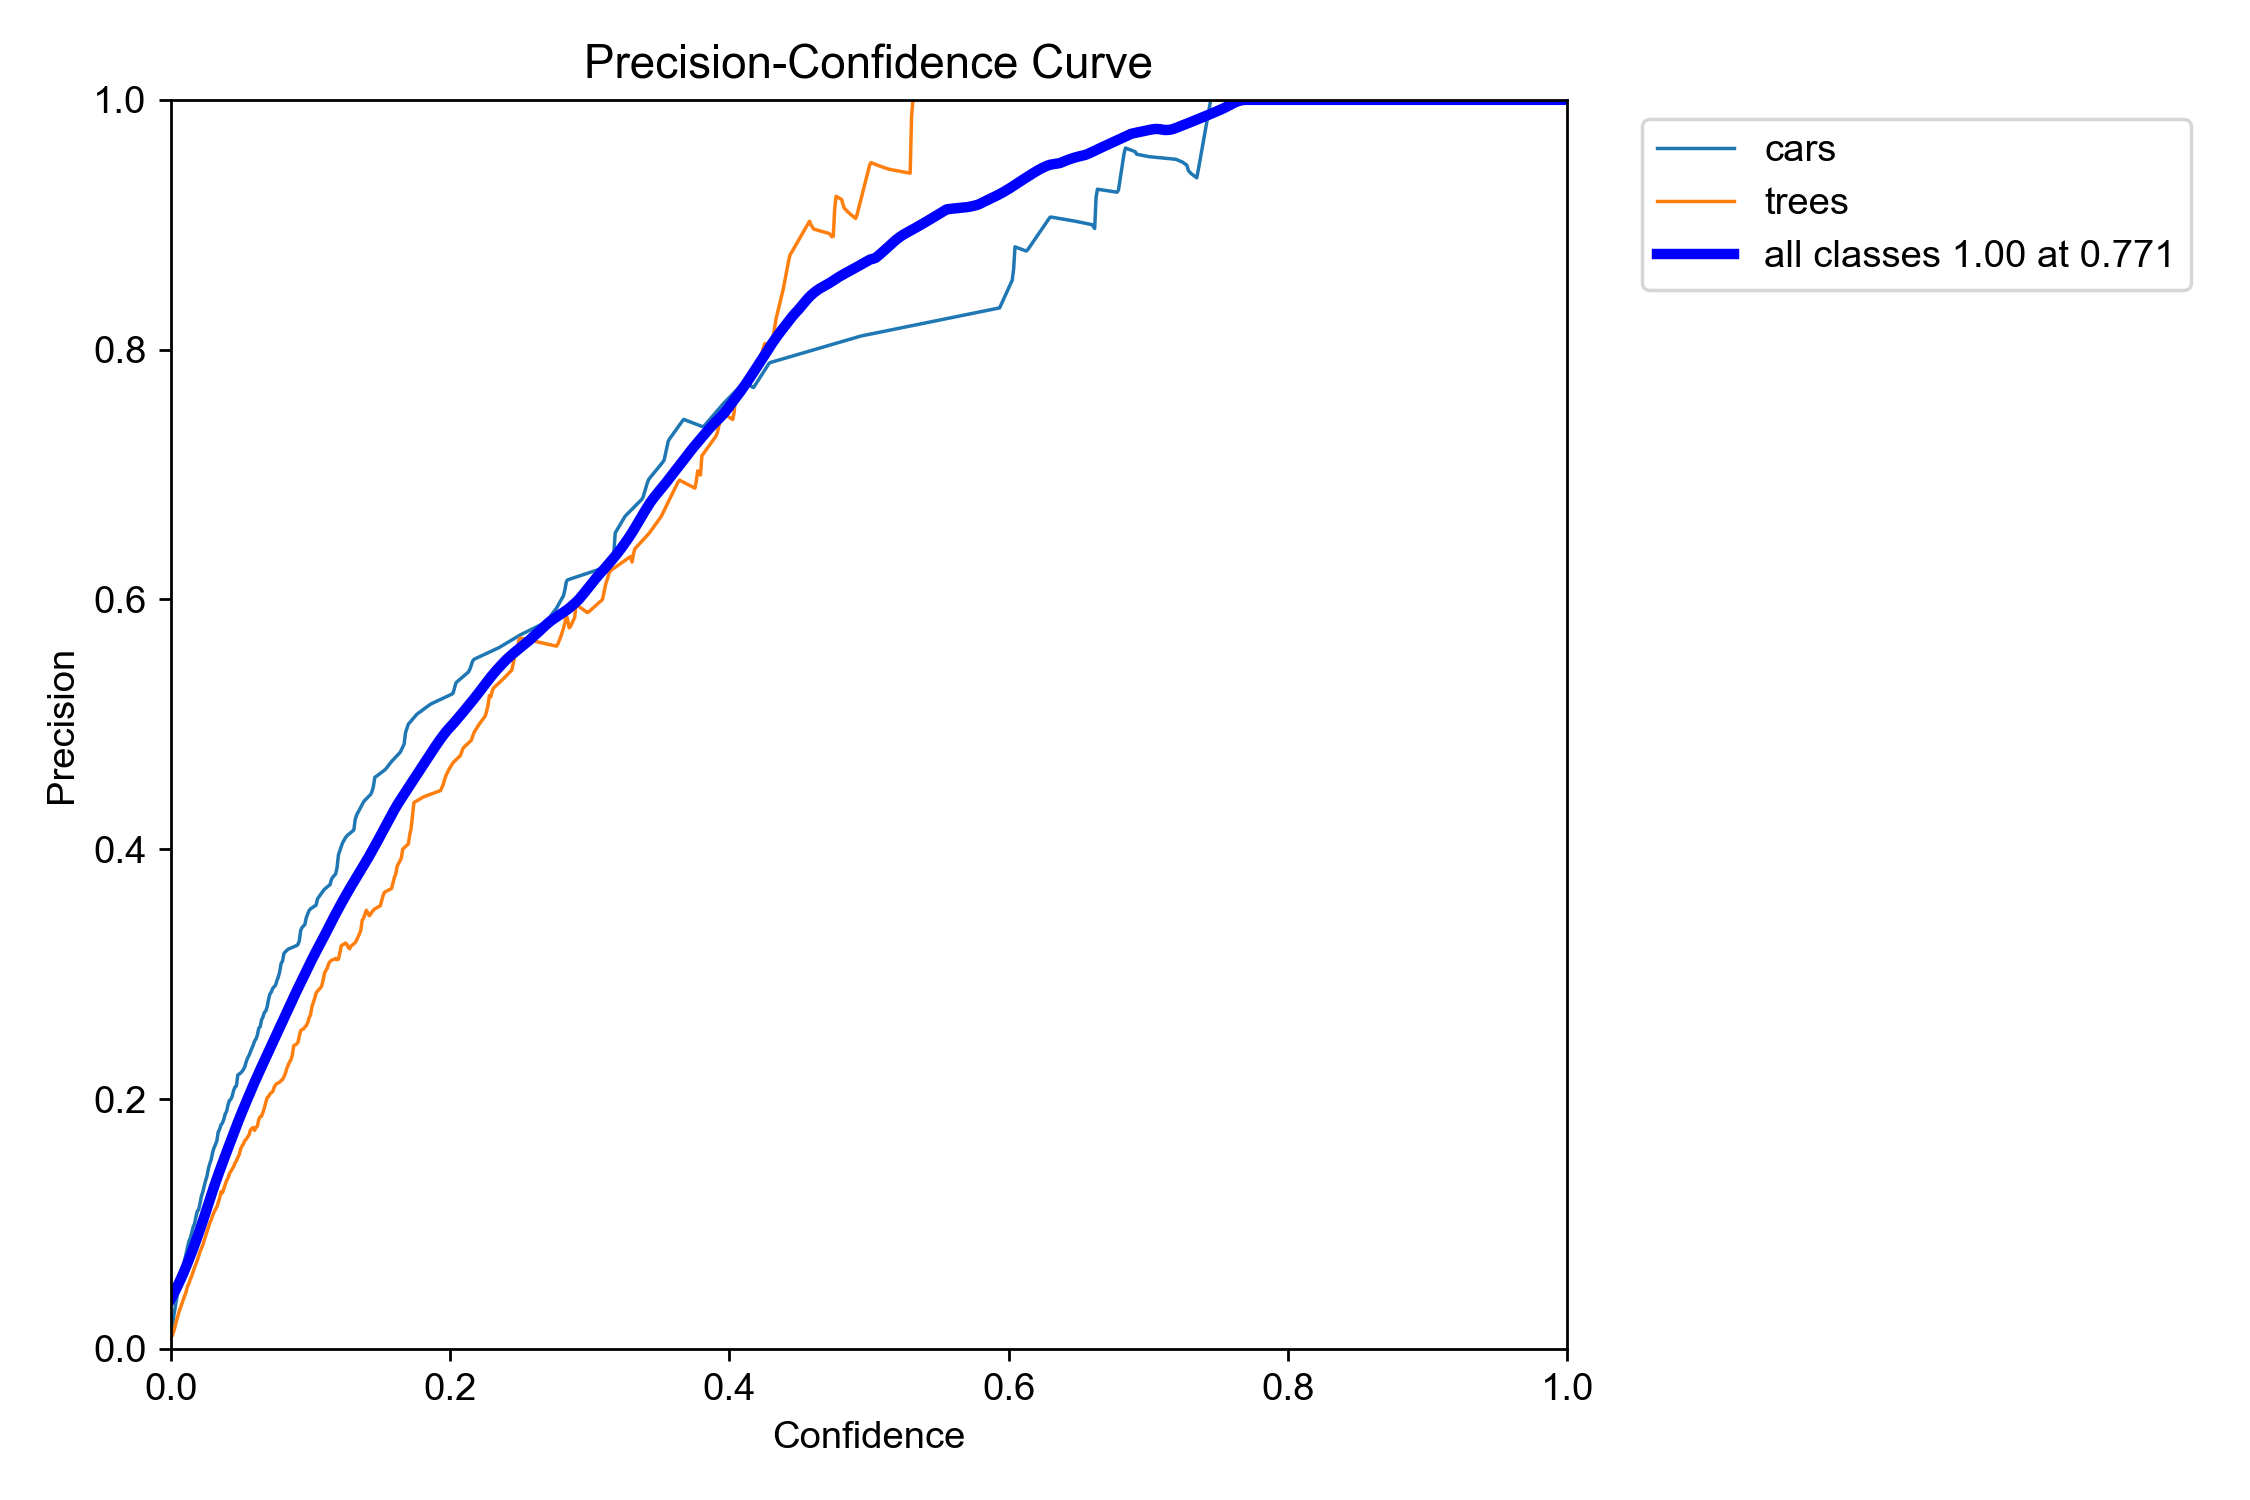 Precision-Confidence Curve
1.0
0.8
0.6
0.4
0.2
0.0
Precision
0.0 0.2 0.4 0.6 0.8 1.0
Confidence
cars
trees
all classes 1.00 at 0.771